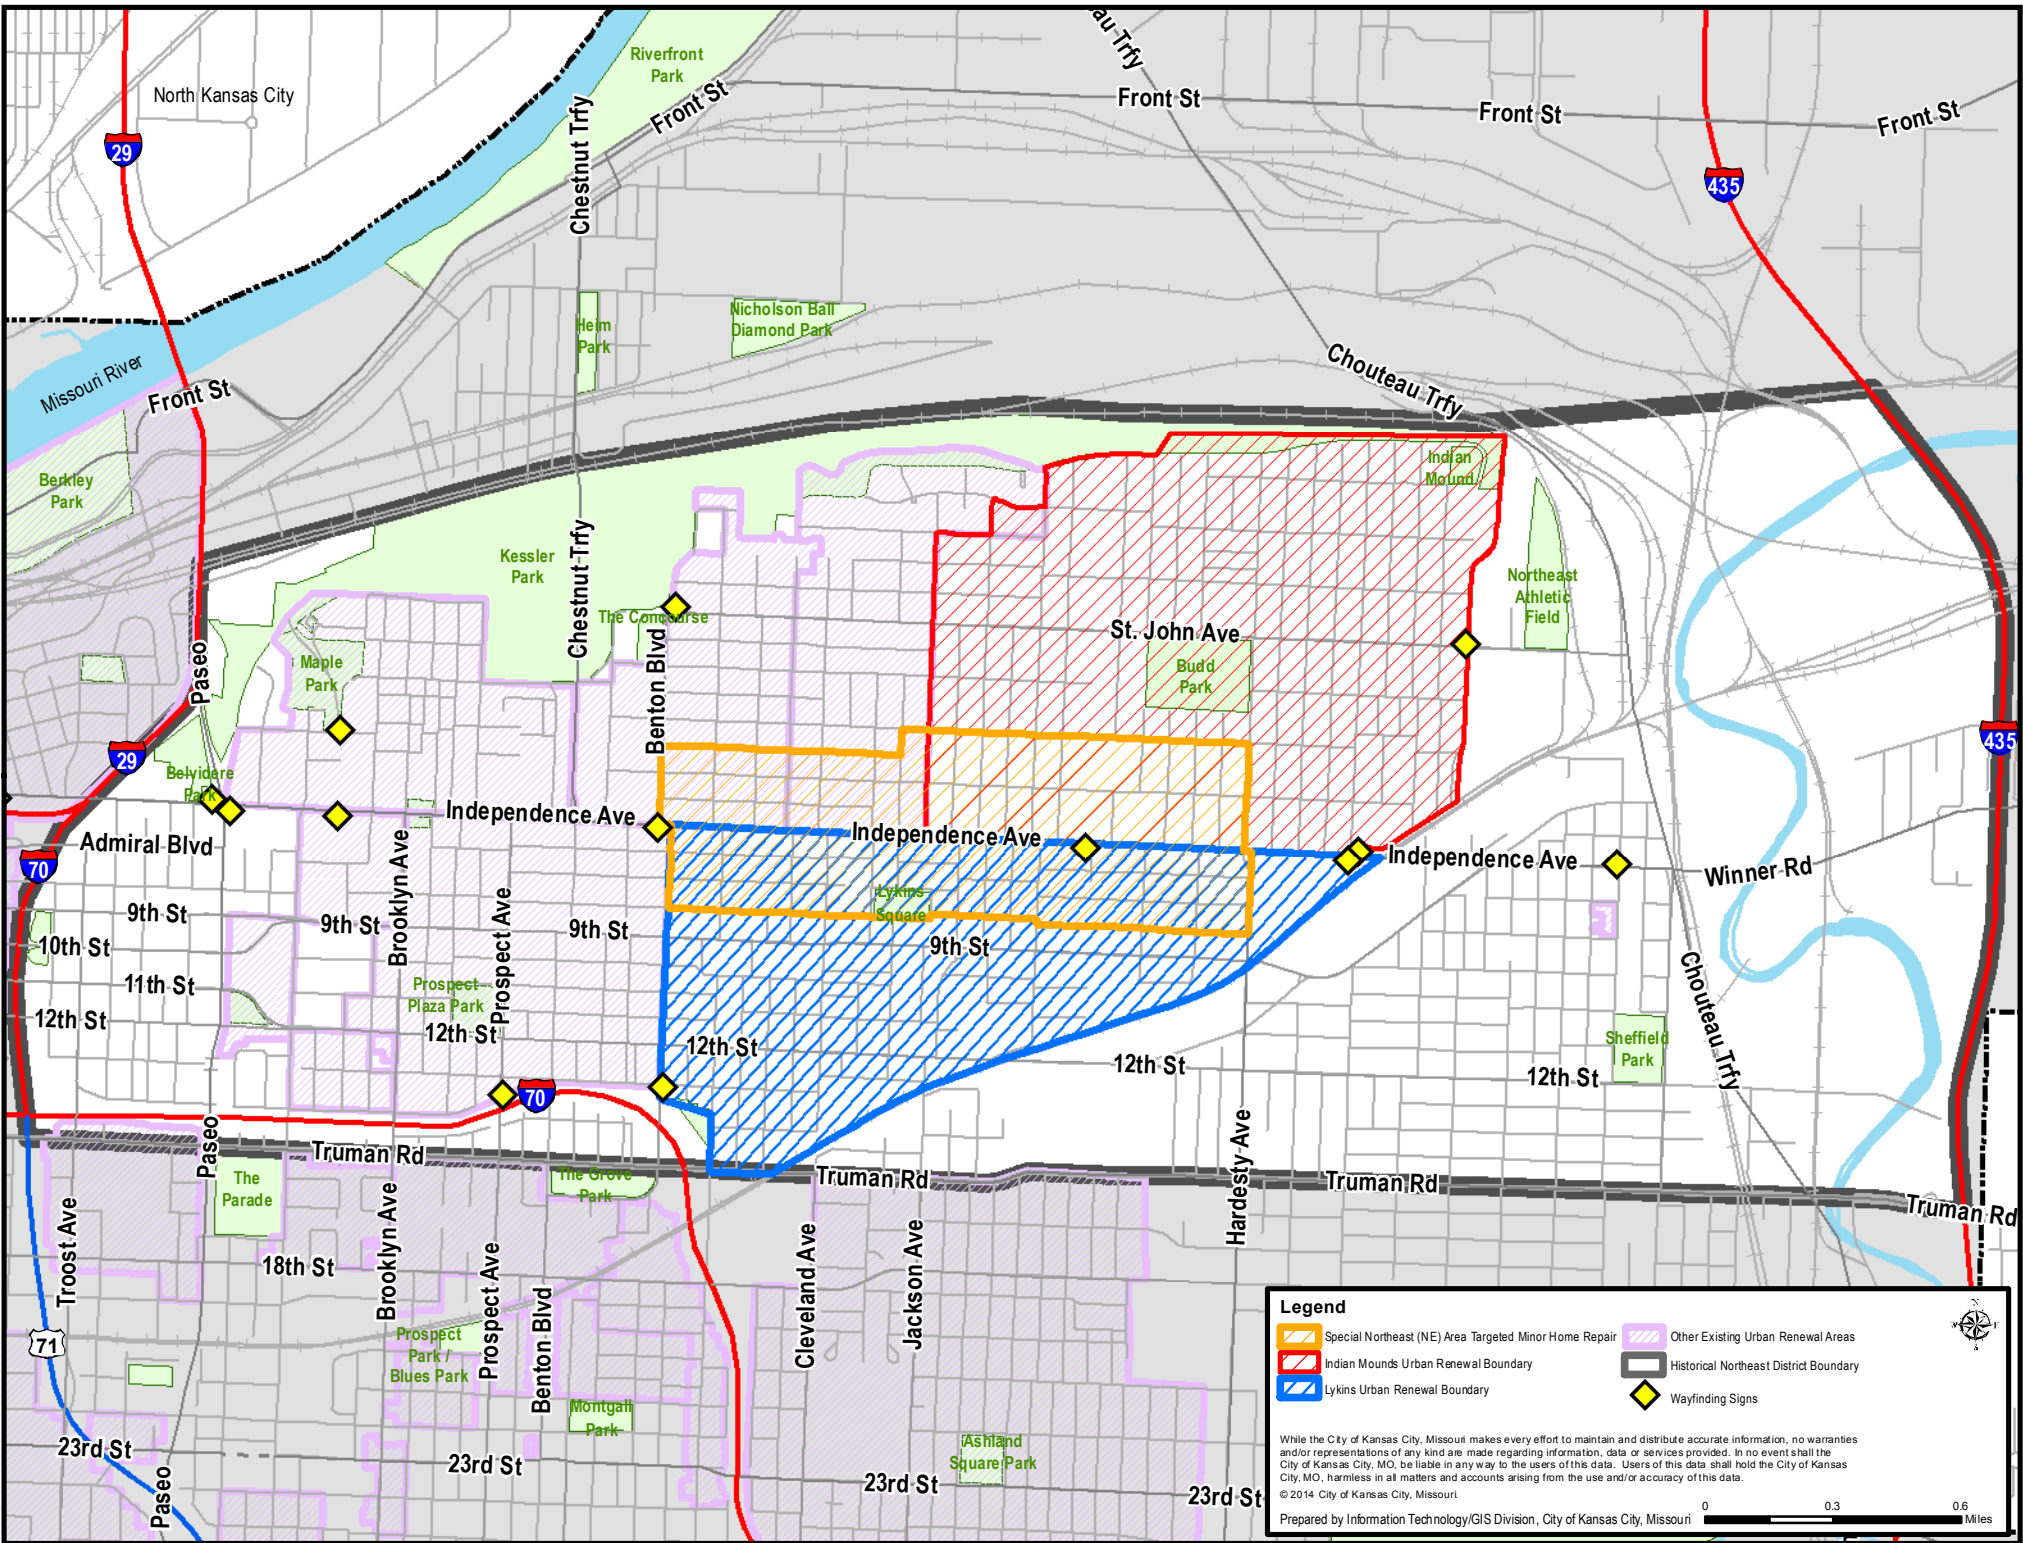 au Trfy
Riverfront
Park
North Kansas City
Front St
Front St
Front St
Front St
Chestnut Trfy
29
435
Nicholson Ball
Diamond Park
Heim
Park
Missouri River
Front St
Chouteau Trfy
Berkley
Park
Indian
Mound
Kessler
Park
Chestnut Trfy
Northeast
Athletic
Field
The Concourse
St. John Ave
Paseo
Maple
Park
Benton Blvd
Budd
Park
29
435
Belvidere
Park
Independence Ave
Independence Ave
Independence Ave
Admiral Blvd
Brooklyn Ave
70
Winner Rd
Lykins
Square
Prospect Ave
9th St
9th St
9th St
9th St
10th St
11th St
Prospect
Plaza Park
Chouteau Trfy
12th St
12th St
12th St
12th St
12th St
Sheffield
Park
70
Hardesty Ave
Paseo
Truman Rd
Truman Rd
Truman Rd
Truman Rd
The
Parade
The Grove
Park
Troost Ave
Brooklyn Ave
18th St
Prospect Ave
Benton Blvd
Cleveland Ave
Jackson Ave
71
Prospect
Park /
Blues Park
Montgall
Park
Ashland
Square Park
23rd St
23rd St
23rd St
23rd St
Paseo
Legend
Special Northeast (NE) Area Targeted Minor Home Repair
Indian Mounds Urban Renewal Boundary
Lykins Urban Renewal Boundary
Other Existing Urban Renewal Areas
Historical Northeast District Boundary
Wayfinding Signs
N
W
E
S
While the City of Kansas City, Missouri makes every effort to maintain and distribute accurate information, no warranties
and/or representations of any kind are made regarding information, data or services provided. In no event shall the
City of Kansas City, MO, be liable in any way to the users of this data. Users of this data shall hold the City of Kansas
City, MO, harmless in all matters and accounts arising from the use and/or accuracy of this data.
© 2014 City of Kansas City, Missouri.
Prepared by Information Technology/GIS Division, City of Kansas City, Missouri
0 0.3 0.6
Miles